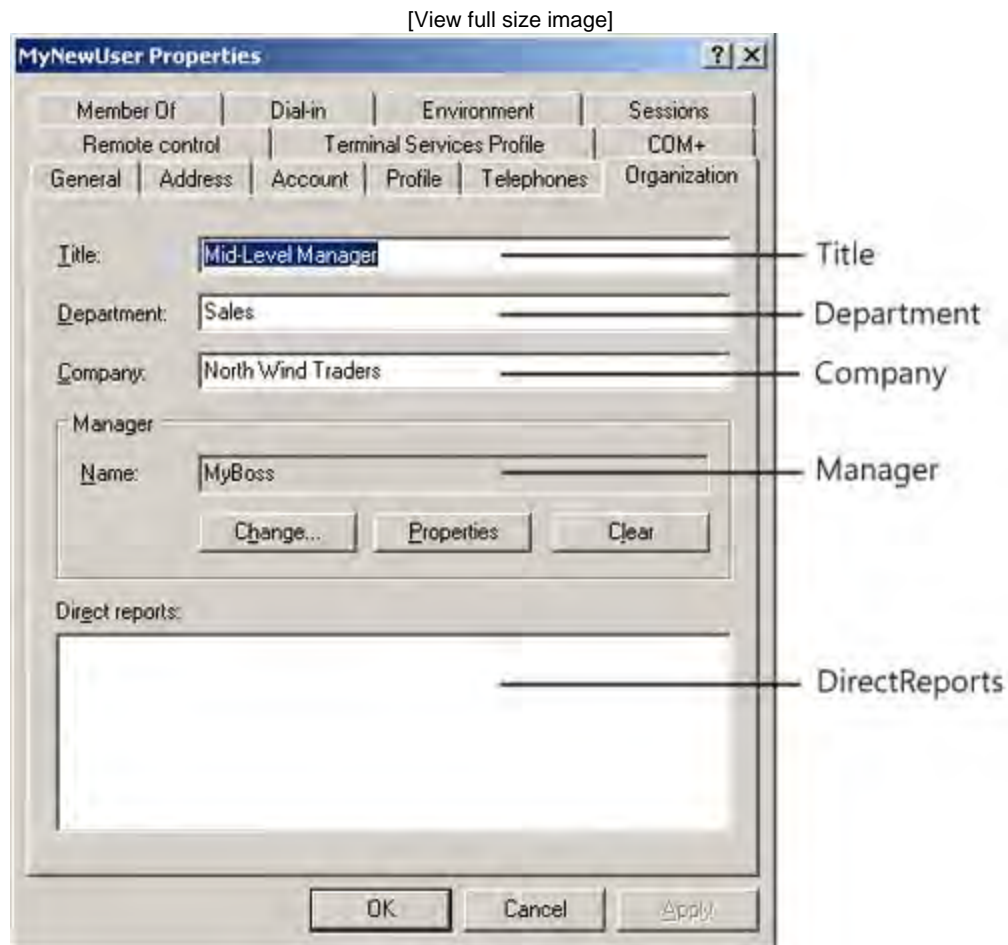 [View full size image]
MyNewUser Properties ? X
Member Of Dial-in Environment Sessions
Remote control Terminal Services Profile COM+
General Address Account Profile Telephones Organization
Title: Mid-Level Manager Title
Department: Sales Department
Company: North Wind Traders Company
Manager
Name: MyBoss Manager
Change... Properties Clear
Direct reports:
DirectReports
OK Cancel Apply